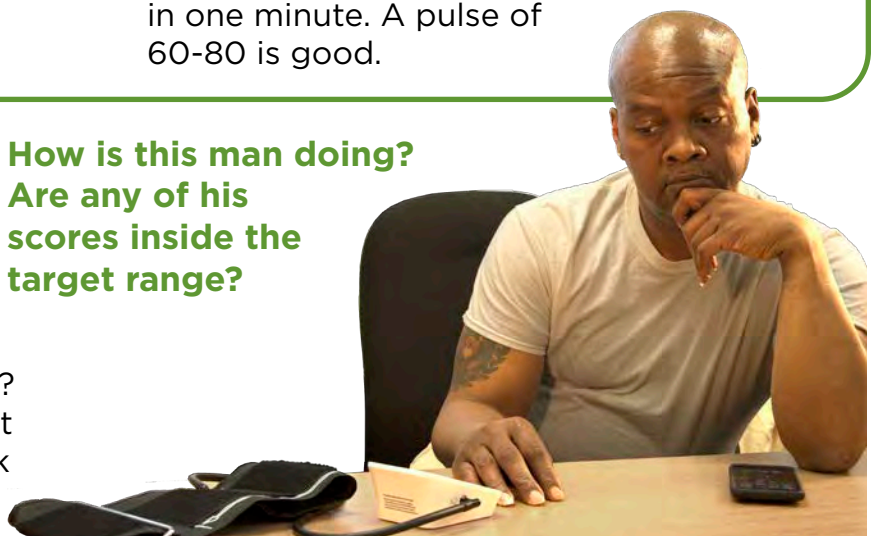 in one minute. A pulse of
60-80 is good.
How is this man doing?
Are any of his
scores inside the
target range?
?
t
k